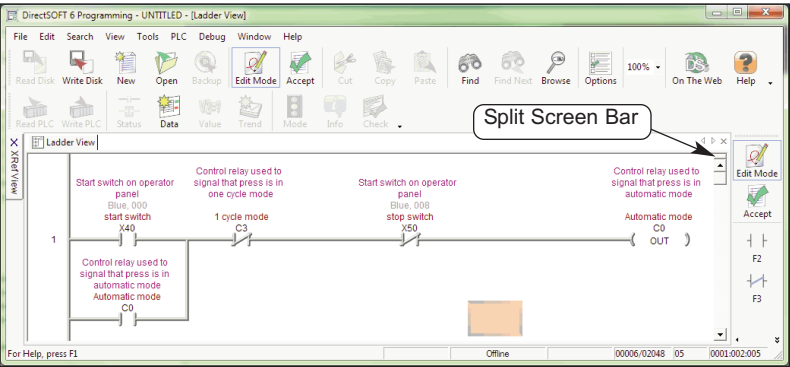 DirectSOFT 6 Programming - UNTITLED - [Ladder View]
File Edit Search View Tools PLC Debug Window Help
Read Disk Write Disk New Open Backup Edit Mode Accept Cut Copy Paste Find Find Next Browse Options 100% On The Web Help
Read PLC Write PLC Status Data Value Trend Mode Info Check
Split Screen Bar
XRefView
Ladder View
Start switch on operator
panel
Blue, 000
start switch
X40
Control relay used to
signal that press is in
one cycle mode
1 cycle mode
C3
Start switch on operator
panel
Blue, 008
stop switch
X50
Control relay used to
signal that press is in
automatic mode
Automatic mode
C0
OUT
1
Control relay used to
signal that press is in
automatic mode
Automatic mode
C0
Edit Mode
Accept
F2
F3
For Help, press F1
Offline
00006/02048 05 0001:002:005